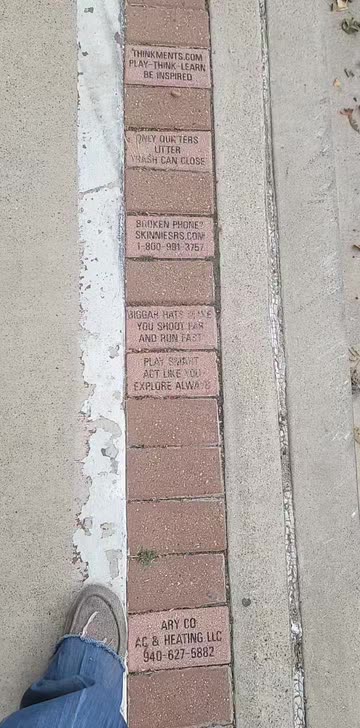 THINKMENTS.COM
PLAY-THINK-LEARN
BE INSPIRED
ONLY QUITTERS
LITTER
TRASH CAN CLOSE
BROKEN PHONE?
SKINNIESRS.COM
1-800-991-3757
BIGGAR HATS MAKE
YOU SHOOT FAR
AND RUN FAST
PLAY SMART
ACT LIKE YOU
EXPLORE ALWAYS
ARY CO
AC & HEATING LLC
940-627-5882